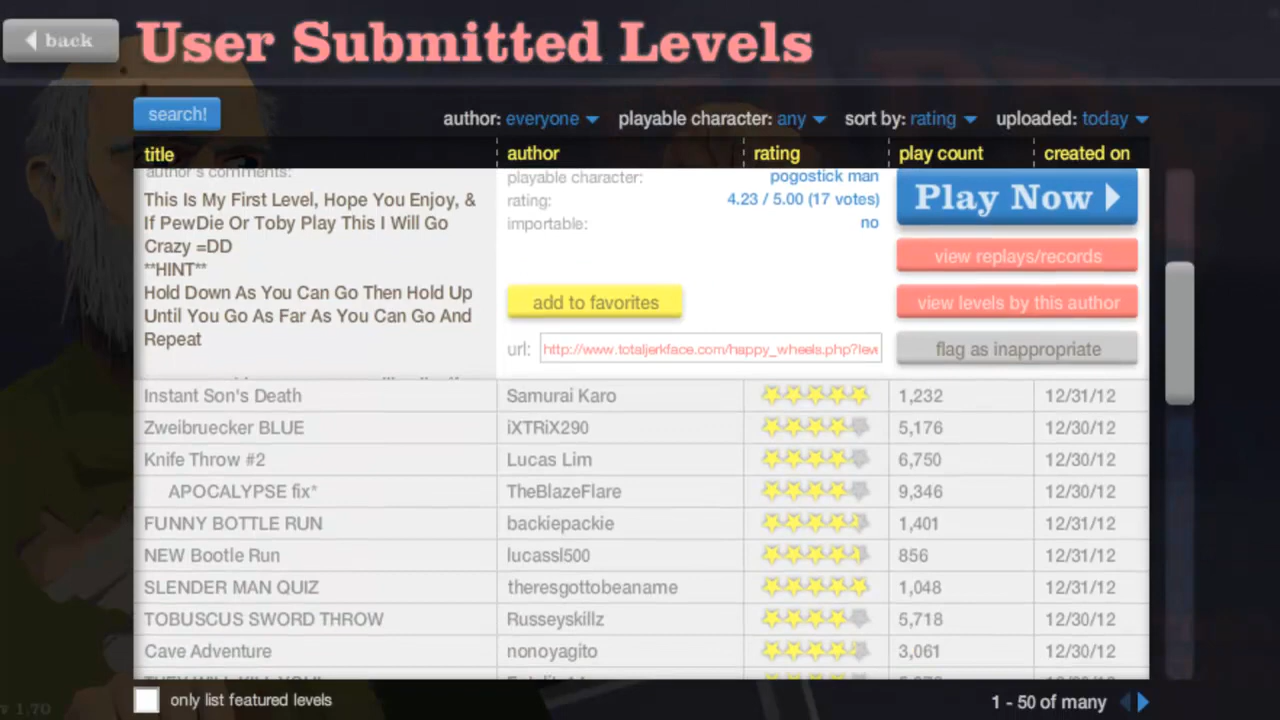 back
User Submitted Levels
search!
author: everyone playable character: any sort by: rating uploaded: today
title author rating play count created on
author's comments:
This Is My First Level, Hope You Enjoy, &
If PewDie Or Toby Play This I Will Go
Crazy =DD
**HINT**
Hold Down As You Can Go Then Hold Up
Until You Go As Far As You Can Go And
Repeat
playable character: pogostick man
rating: 4.23 / 5.00 (17 votes)
importable: no
add to favorites
url: http://www.totaljerkface.com/happy_wheels.php?lev
Play Now
view replays/records
view levels by this author
flag as inappropriate
Instant Son's Death Samurai Karo 1,232 12/31/12
Zweibruecker BLUE iXTRiX290 5,176 12/30/12
Knife Throw #2 Lucas Lim 6,750 12/30/12
APOCALYPSE fix* TheBlazeFlare 9,346 12/30/12
FUNNY BOTTLE RUN backiepackie 1,401 12/31/12
NEW Bootle Run lucassl500 856 12/31/12
SLENDER MAN QUIZ theresgottobeaname 1,048 12/31/12
TOBUSCUS SWORD THROW Russeyskillz 5,718 12/30/12
Cave Adventure nonoyagito 3,061 12/30/12
only list featured levels
1 - 50 of many
v 1.70